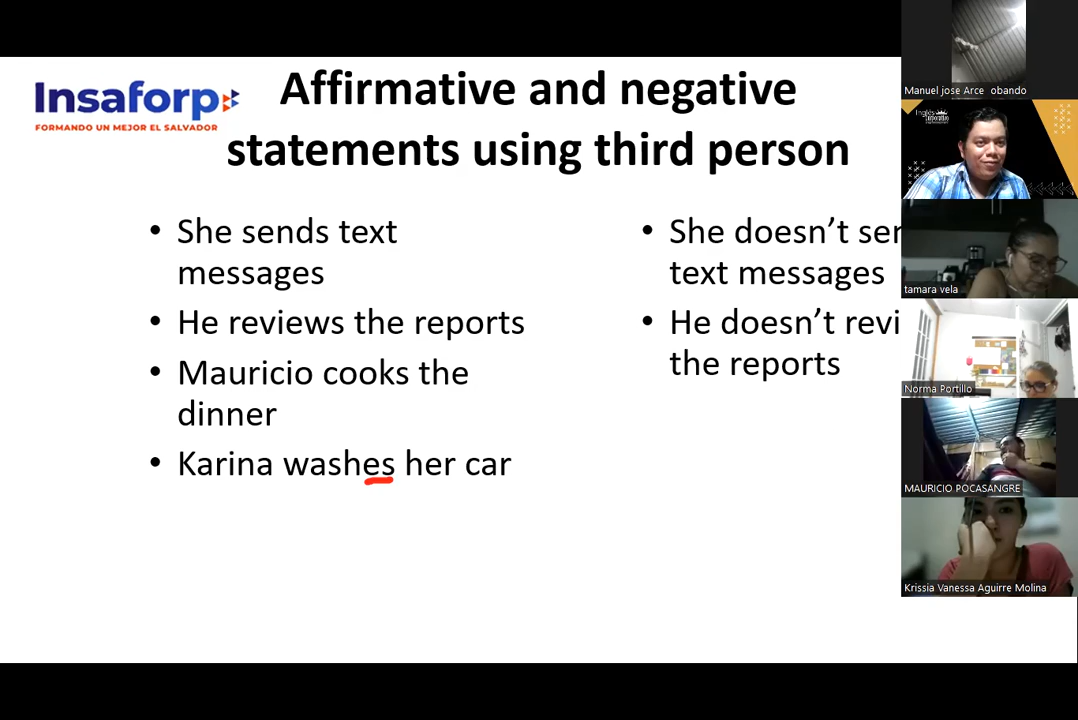 Insaforp
FORMANDO UN MEJOR EL SALVADOR
Affirmative and negative
statements using third person
• She sends text
messages
• He reviews the reports
• Mauricio cooks the
dinner
• Karina washes her car
• She doesn’t sen
text messages
• He doesn’t revi
the reports
Manuel jose Arce obando
Inglés
tamara vela
Norma Portillo
MAURICIO POCASANGRE
Krissia Vanessa Aguirre Molina